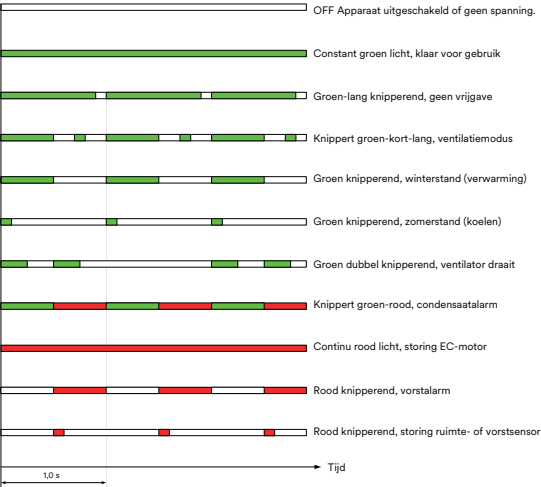 OFF Apparaat uitgeschakeld of geen spanning.
Constant groen licht, klaar voor gebruik
Groen-lang knipperend, geen vrijgave
Knippert groen-kort-lang, ventilatiemodus
Groen knipperend, winterstand (verwarming)
Groen knipperend, zomerstand (koelen)
Groen dubbel knipperend, ventilator draait
Knippert groen-rood, condensaatalarm
Continu rood licht, storing EC-motor
Rood knipperend, vorstalarm
Rood knipperend, storing ruimte- of vorstsensor
Tijd
1,0 s